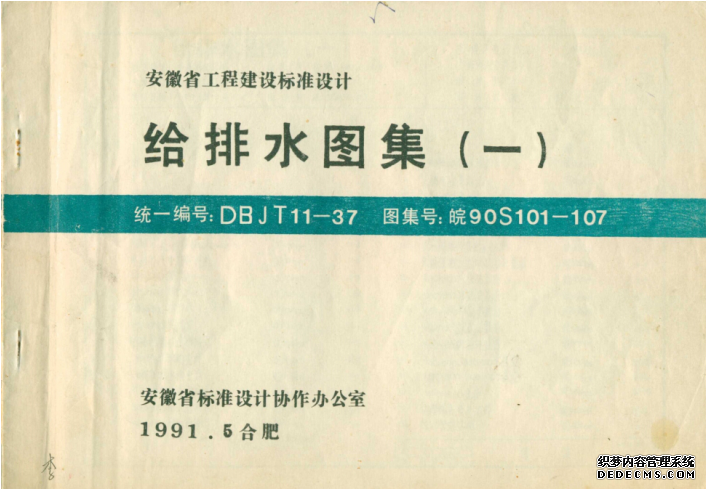 安徽省工程建设标准设计
给排水图集(一)
统一编号:DBJT11-37 图集号:皖90S101-107
安徽省标准设计协作办公室
1991.5合肥
李
织梦内容管理系统
DEDECMS.COM